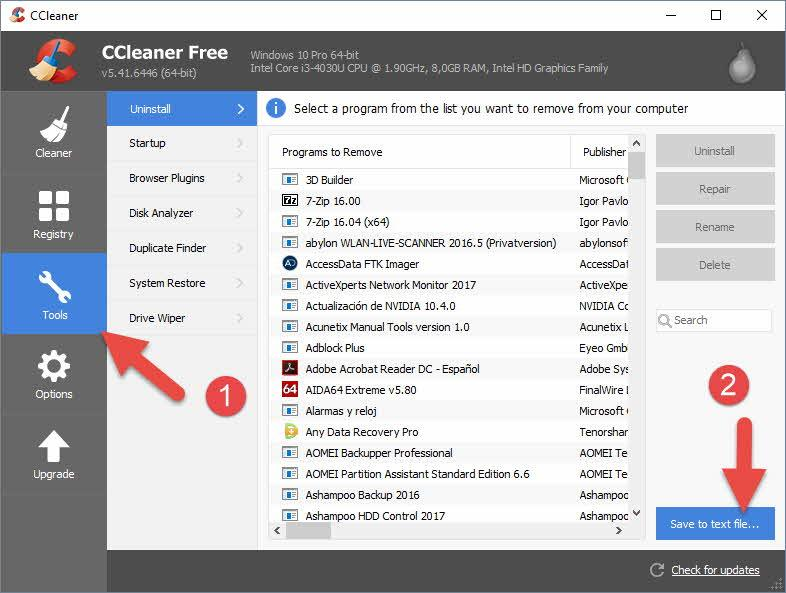 CCleaner
CCleaner Free
v5.41.6446 (64-bit)
Windows 10 Pro 64-bit
Intel Core i3-4030U CPU @ 1.90GHz, 8,0GB RAM, Intel HD Graphics Family
Cleaner
Registry
Tools
Options
Upgrade
Uninstall
Startup
Browser Plugins
Disk Analyzer
Duplicate Finder
System Restore
Drive Wiper
1
i Select a program from the list you want to remove from your computer
Programs to Remove Publisher
3D Builder Microsoft C
7z 7-Zip 16.00 Igor Pavlo
7-Zip 16.04 (x64) Igor Pavlo
abylon WLAN-LIVE-SCANNER 2016.5 (Privatversion) abylonsoft
AD AccessData FTK Imager AccessDat
ActiveXperts Network Monitor 2017 ActiveXpe
Actualización de NVIDIA 10.4.0 NVIDIA Co
Acunetix Manual Tools version 1.0 Acunetix L
Adblock Plus Eyeo Gmb
Adobe Acrobat Reader DC - Español Adobe Sys
64 AIDA64 Extreme v5.80 FinalWire L
Alarmas y reloj Microsoft C
Any Data Recovery Pro Tenorshar
AOMEI Backupper Professional AOMEI Te
AOMEI Partition Assistant Standard Edition 6.6 AOMEI Te
Ashampoo Backup 2016 Ashampoo
Ashampoo HDD Control 2017 Ashampoo
Uninstall
Repair
Rename
Delete
Search
2
Save to text file...
Check for updates